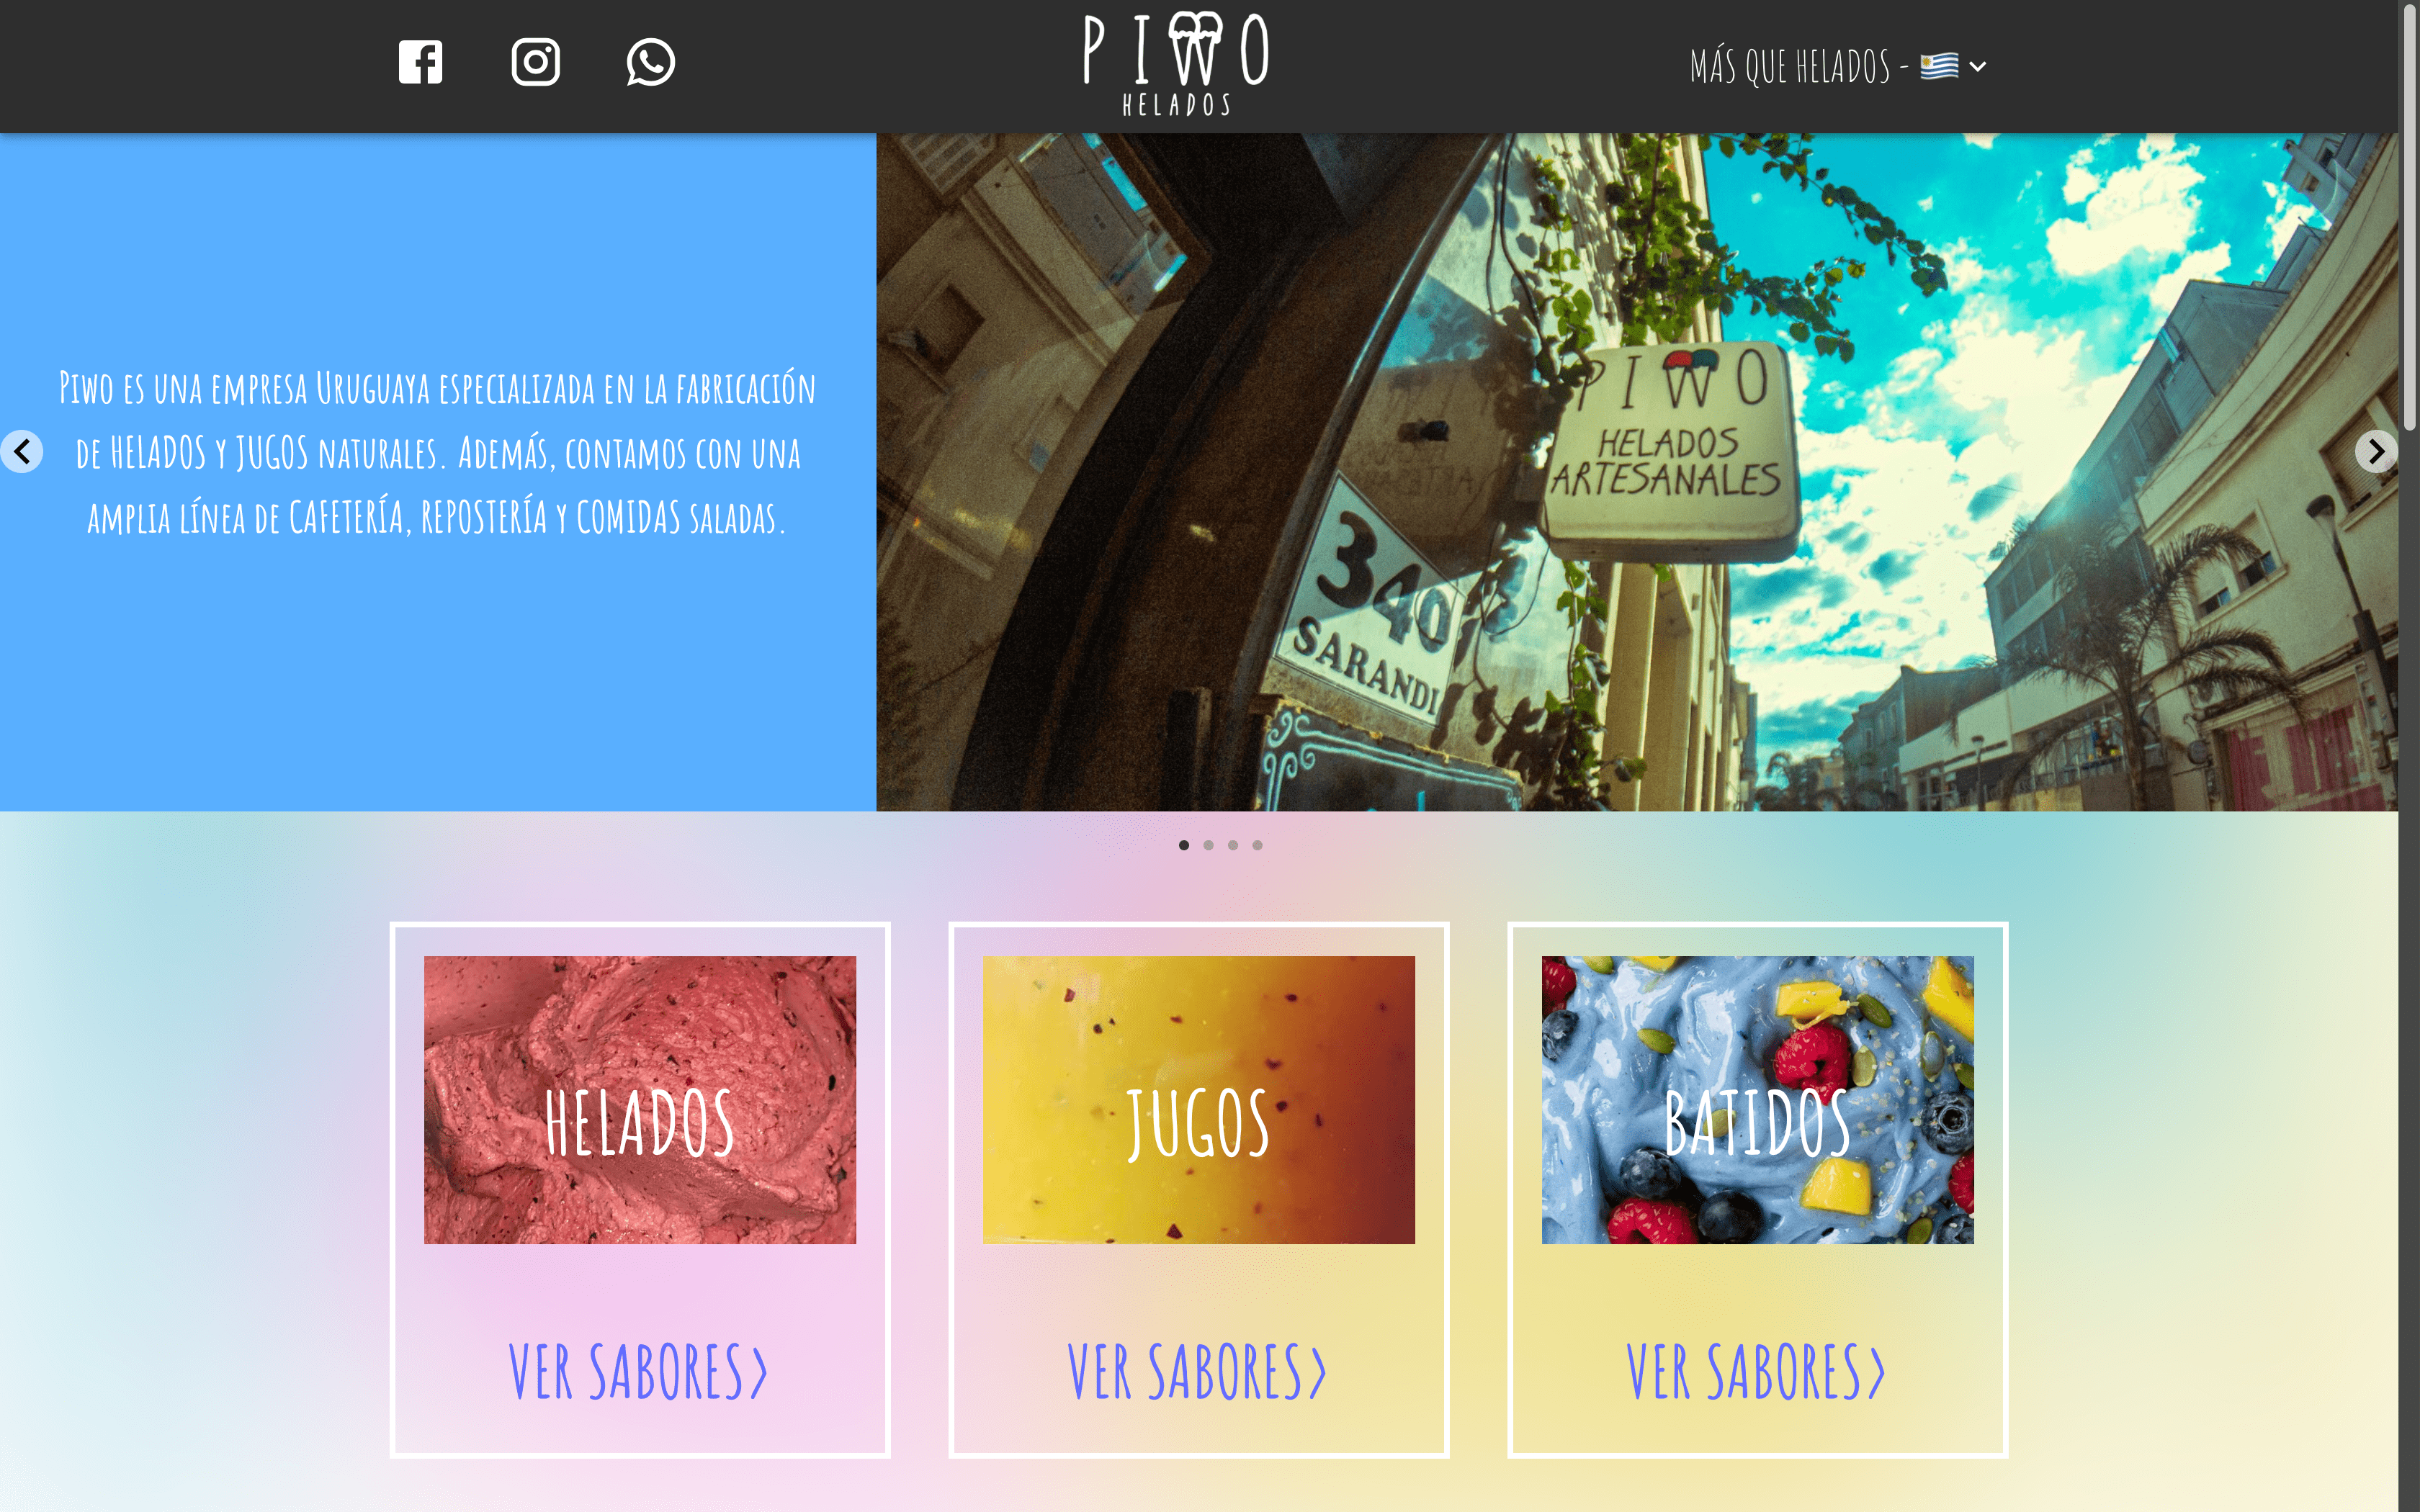 PIWO
HELADOS
MÁS QUE HELADOS -
Piwo es una empresa Uruguaya especializada en la fabricación
de HELADOS y JUGOS naturales. Además, contamos con una
amplia línea de CAFETERÍA, REPOSTERÍA y COMIDAS saladas.
PIWO
HELADOS
ARTESANALES
340
SARANDI
HELADOS
JUGOS
BATIDOS
VER SABORES>
VER SABORES>
VER SABORES>